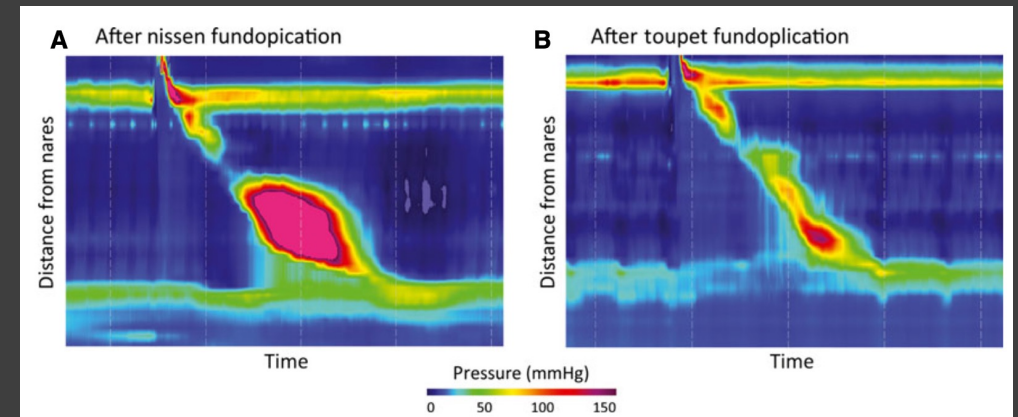 A After nissen fundopication
B After toupet fundoplication
Distance from nares
Distance from nares
Time
Time
Pressure (mmHg)
0 50 100 150